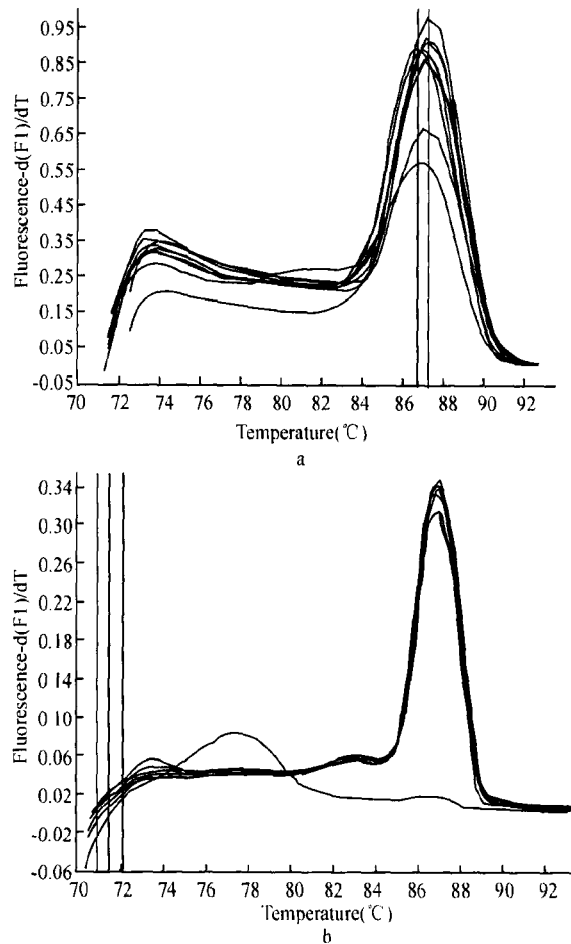 Fluorescence-d(F1)/dT
0.95
0.85
0.75
0.65
0.55
0.45
0.35
0.25
0.15
0.05
-0.05
70 72 74 76 78 80 82 84 86 88 90 92
Temperature(℃)
a
Fluorescence-d(F1)/dT
0.34
0.30
0.26
0.22
0.18
0.14
0.10
0.06
0.02
-0.02
-0.06
70 72 74 76 78 80 82 84 86 88 90 92
Temperature(℃)
b